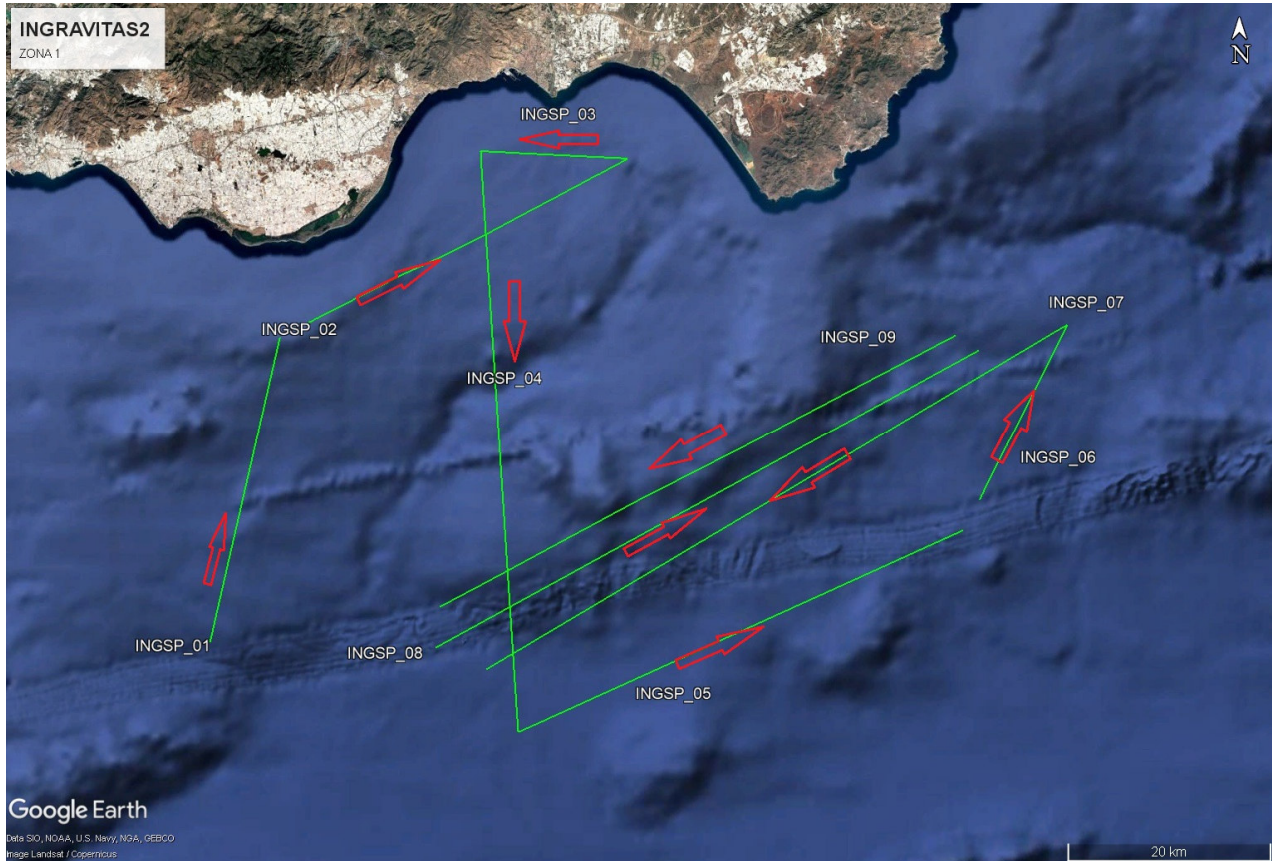 INGRAVITAS2
ZONA 1
N
INGSP_03
INGSP_02
INGSP_07
INGSP_09
INGSP_04
INGSP_06
INGSP_01
INGSP_08
INGSP_05
Google Earth
Data SIO, NOAA, U.S. Navy, NGA, GEBCO
Image Landsat / Copernicus
20 km